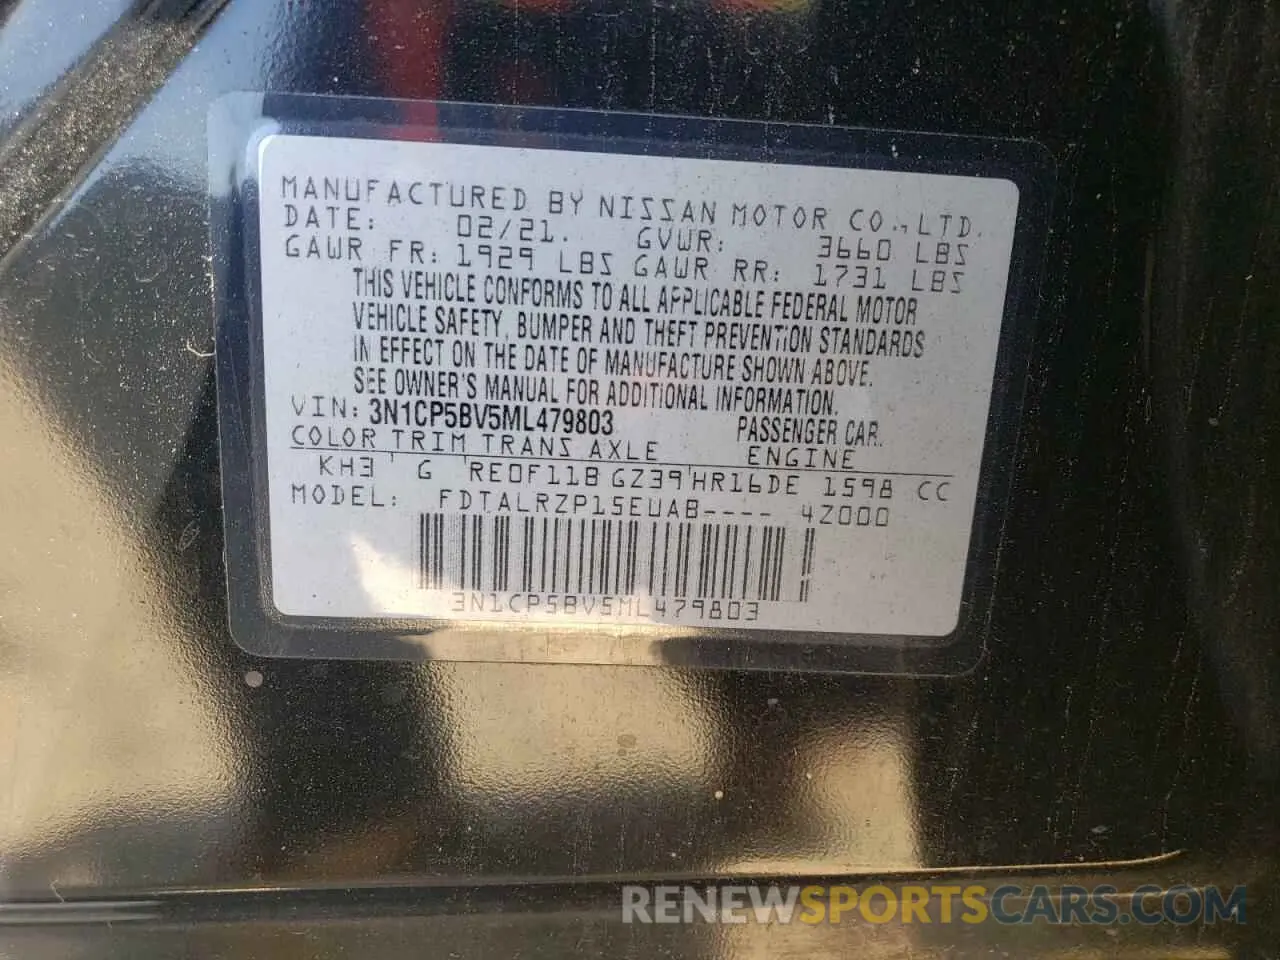 MANUFACTURED BY NISSAN MOTOR CO., LTD.
DATE: 02/21. GVWR: 3660 LBS
GAWR FR: 1929 LBS GAWR RR: 1731 LBS
THIS VEHICLE CONFORMS TO ALL APPLICABLE FEDERAL MOTOR
VEHICLE SAFETY, BUMPER AND THEFT PREVENTION STANDARDS
IN EFFECT ON THE DATE OF MANUFACTURE SHOWN ABOVE.
SEE OWNER'S MANUAL FOR ADDITIONAL INFORMATION.
VIN: 3N1CP5BV5ML479803 PASSENGER CAR.
COLOR TRIM TRANS AXLE ENGINE
KH3 ' G 'RE0F11B GZ39'HR16DE 1598 CC
MODEL: FDTALRZP15EUAB---- 4Z000
3N1CP5BV5ML479803
RENEWSPORTSCARS.COM